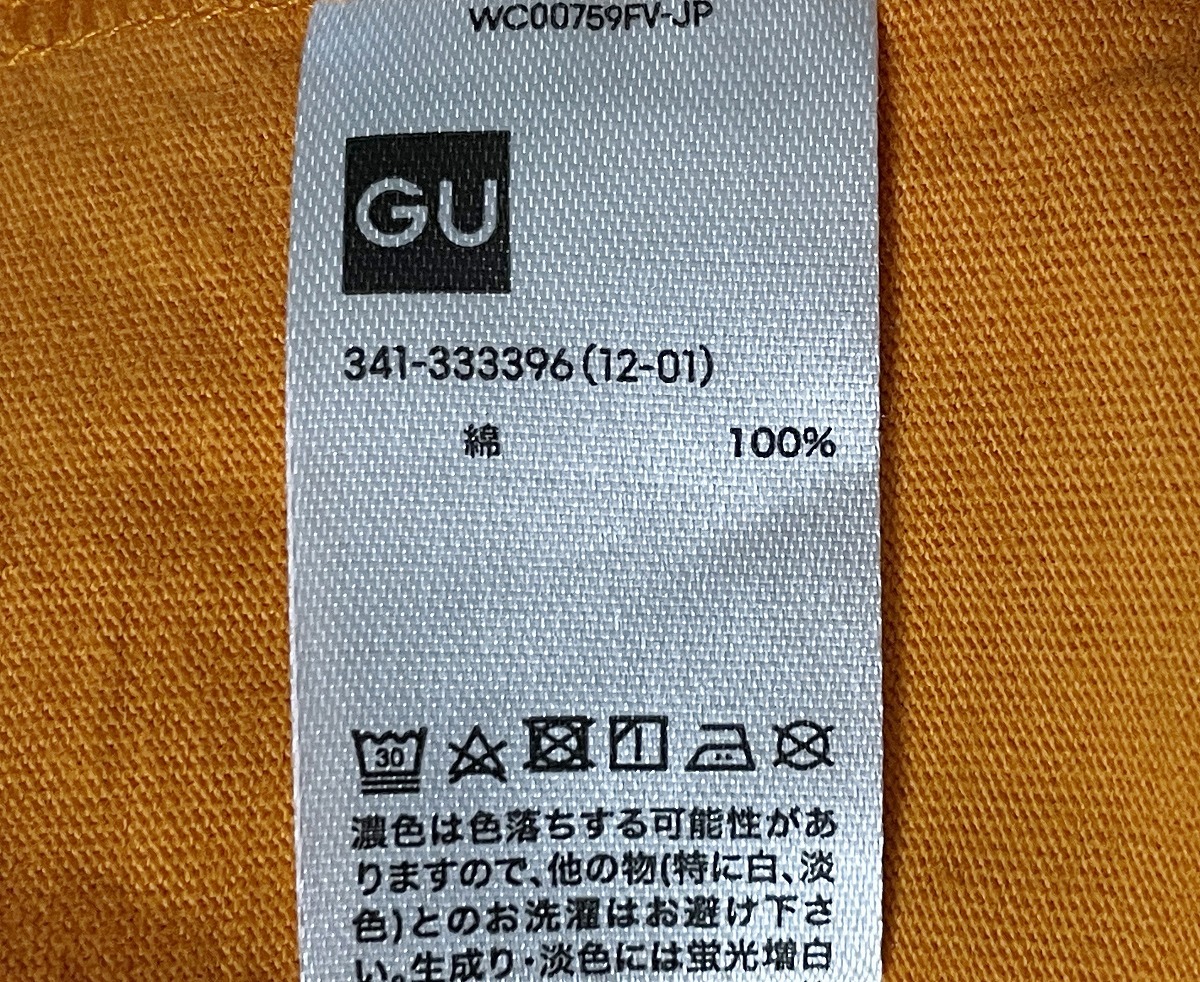 WC00759FV-JP
GU
341-333396(12-01)
綿 100%
30
濃色は色落ちする可能性があ
りますので、他の物(特に白、淡
色)とのお洗濯はお避け下さ
い。生成り・淡色には蛍光増白